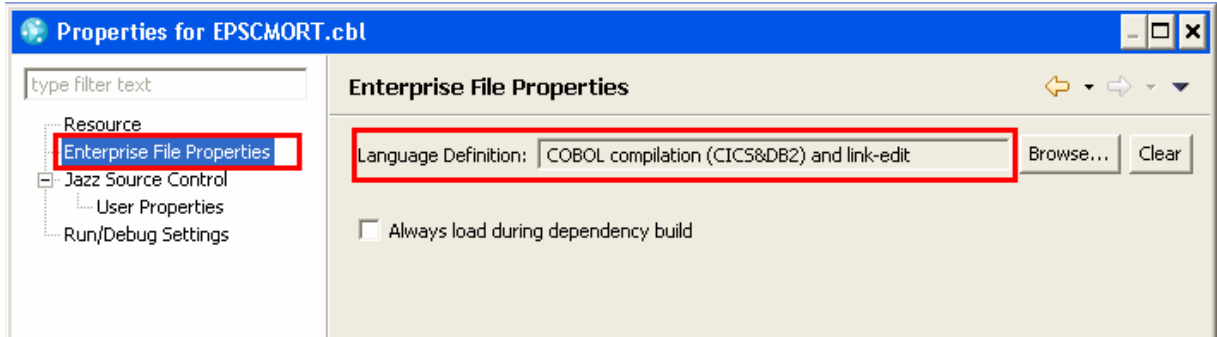 Properties for EPSCMORT.cbl
type filter text
Resource
Enterprise File Properties
Jazz Source Control
User Properties
Run/Debug Settings
Enterprise File Properties
Language Definition: COBOL compilation (CICS&DB2) and link-edit Browse... Clear
Always load during dependency build